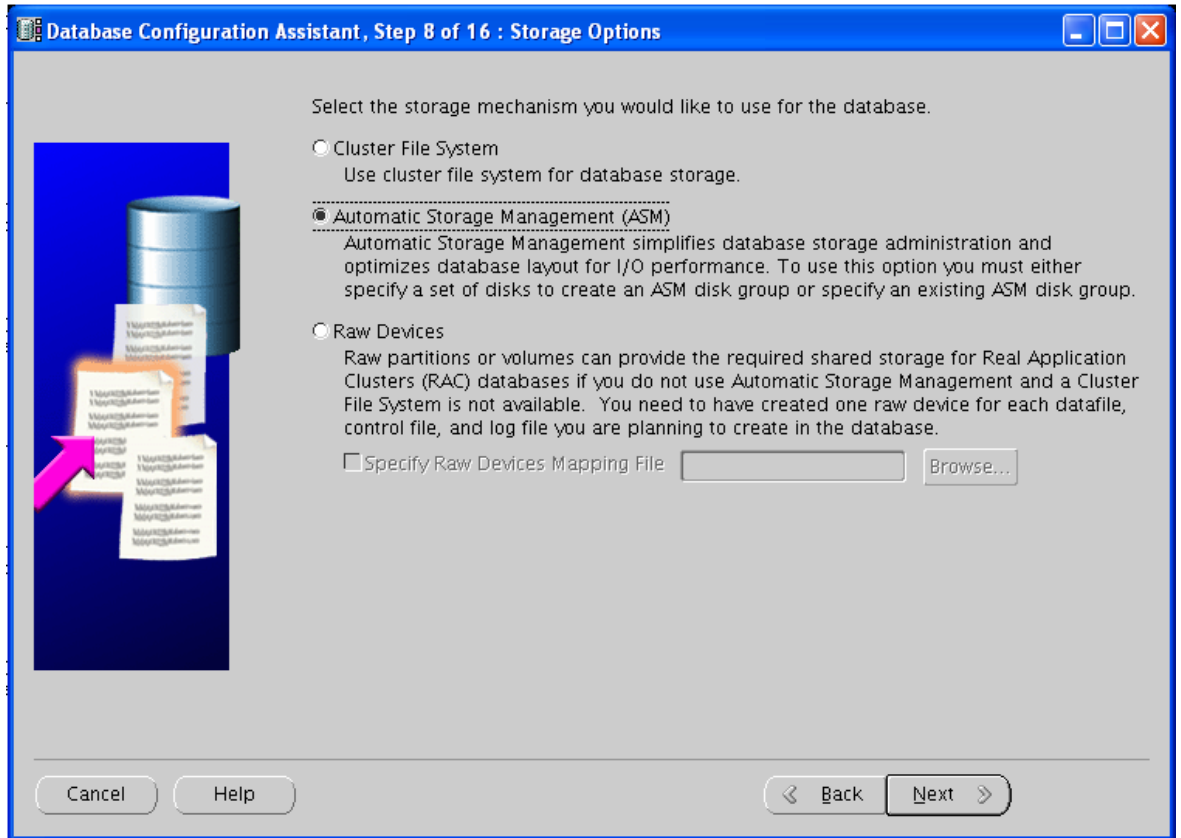 Database Configuration Assistant, Step 8 of 16 : Storage Options
Select the storage mechanism you would like to use for the database.
Cluster File System
Use cluster file system for database storage.
Automatic Storage Management (ASM)
Automatic Storage Management simplifies database storage administration and
optimizes database layout for I/O performance. To use this option you must either
specify a set of disks to create an ASM disk group or specify an existing ASM disk group.
Raw Devices
Raw partitions or volumes can provide the required shared storage for Real Application
Clusters (RAC) databases if you do not use Automatic Storage Management and a Cluster
File System is not available.  You need to have created one raw device for each datafile,
control file, and log file you are planning to create in the database.
Specify Raw Devices Mapping File
Browse...
Cancel
Help
Back
Next